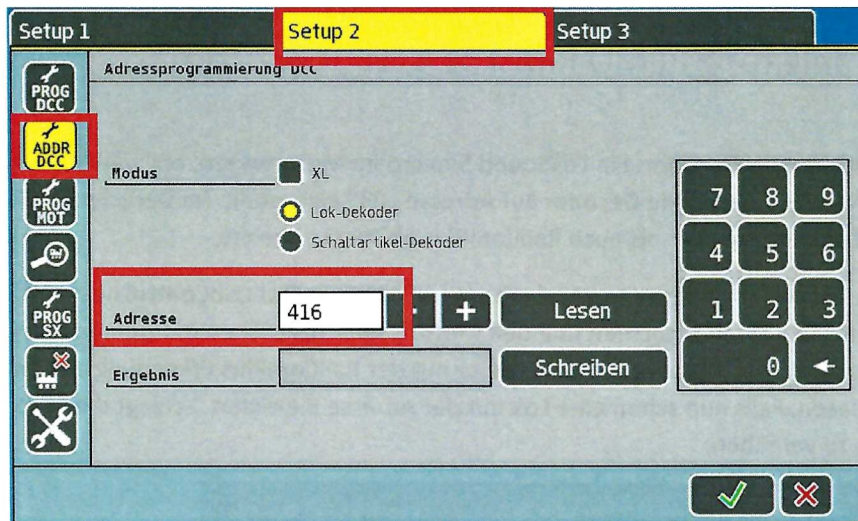 Setup 1 Setup 2 Setup 3
Adressprogrammierung DCC
PROG
DCC
ADDR
DCC
Modus XL
PROG
MOT
Lok-Dekoder
Schaltartikel-Dekoder
7 8 9
4 5 6
PROG
SX
Adresse 416 - + Lesen 1 2 3
Ergebnis Schreiben 0